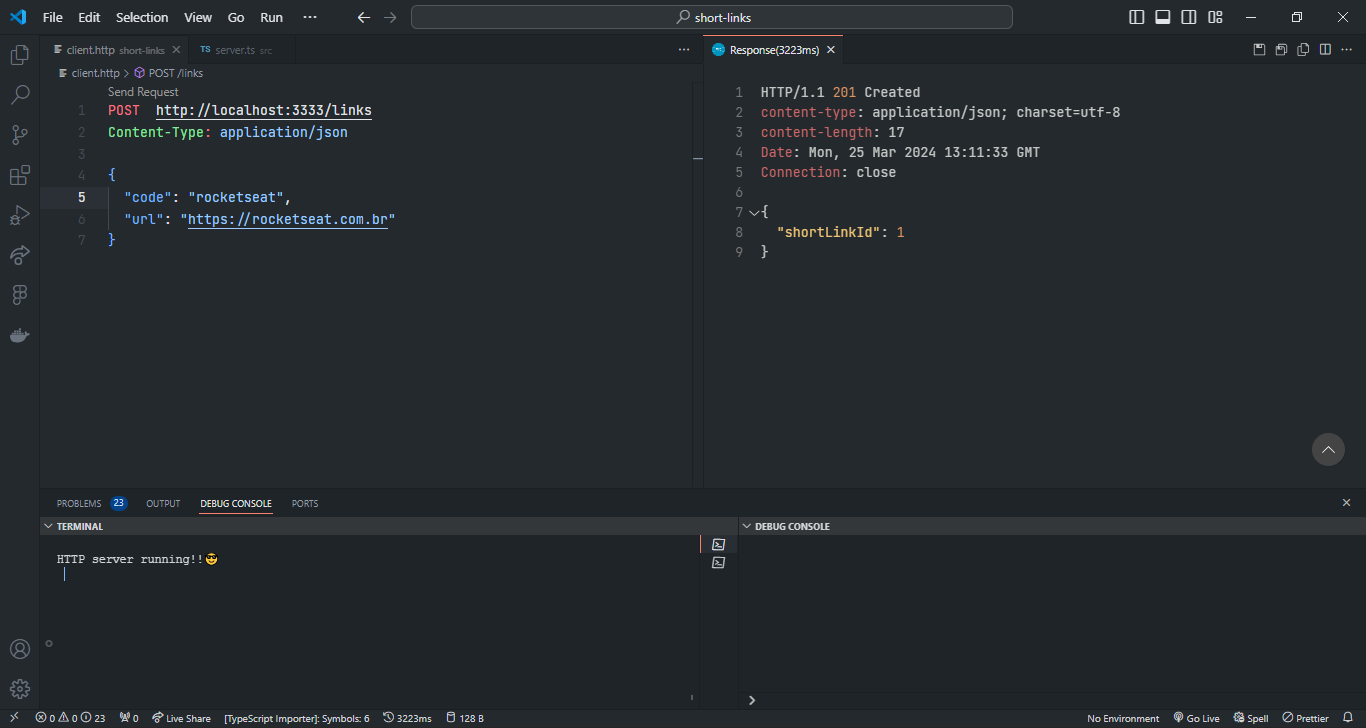 File Edit Selection View Go Run ··· short-links
client.http short-links
TS server.ts src
Response(3223ms)
client.http POST /links
Send Request
1 POST http://localhost:3333/links
2 Content-Type: application/json
3
4 {
5 "code": "rocketseat",
6 "url": "https://rocketseat.com.br"
7 }
1 HTTP/1.1 201 Created
2 content-type: application/json; charset=utf-8
3 content-length: 17
4 Date: Mon, 25 Mar 2024 13:11:33 GMT
5 Connection: close
6
7 {
8 "shortLinkId": 1
9 }
PROBLEMS 23 OUTPUT DEBUG CONSOLE PORTS
TERMINAL
HTTP server running!!😎
DEBUG CONSOLE
0 0 23 0 Live Share [TypeScript Importer]: Symbols: 6 3223ms 128 B No Environment Go Live Spell Prettier